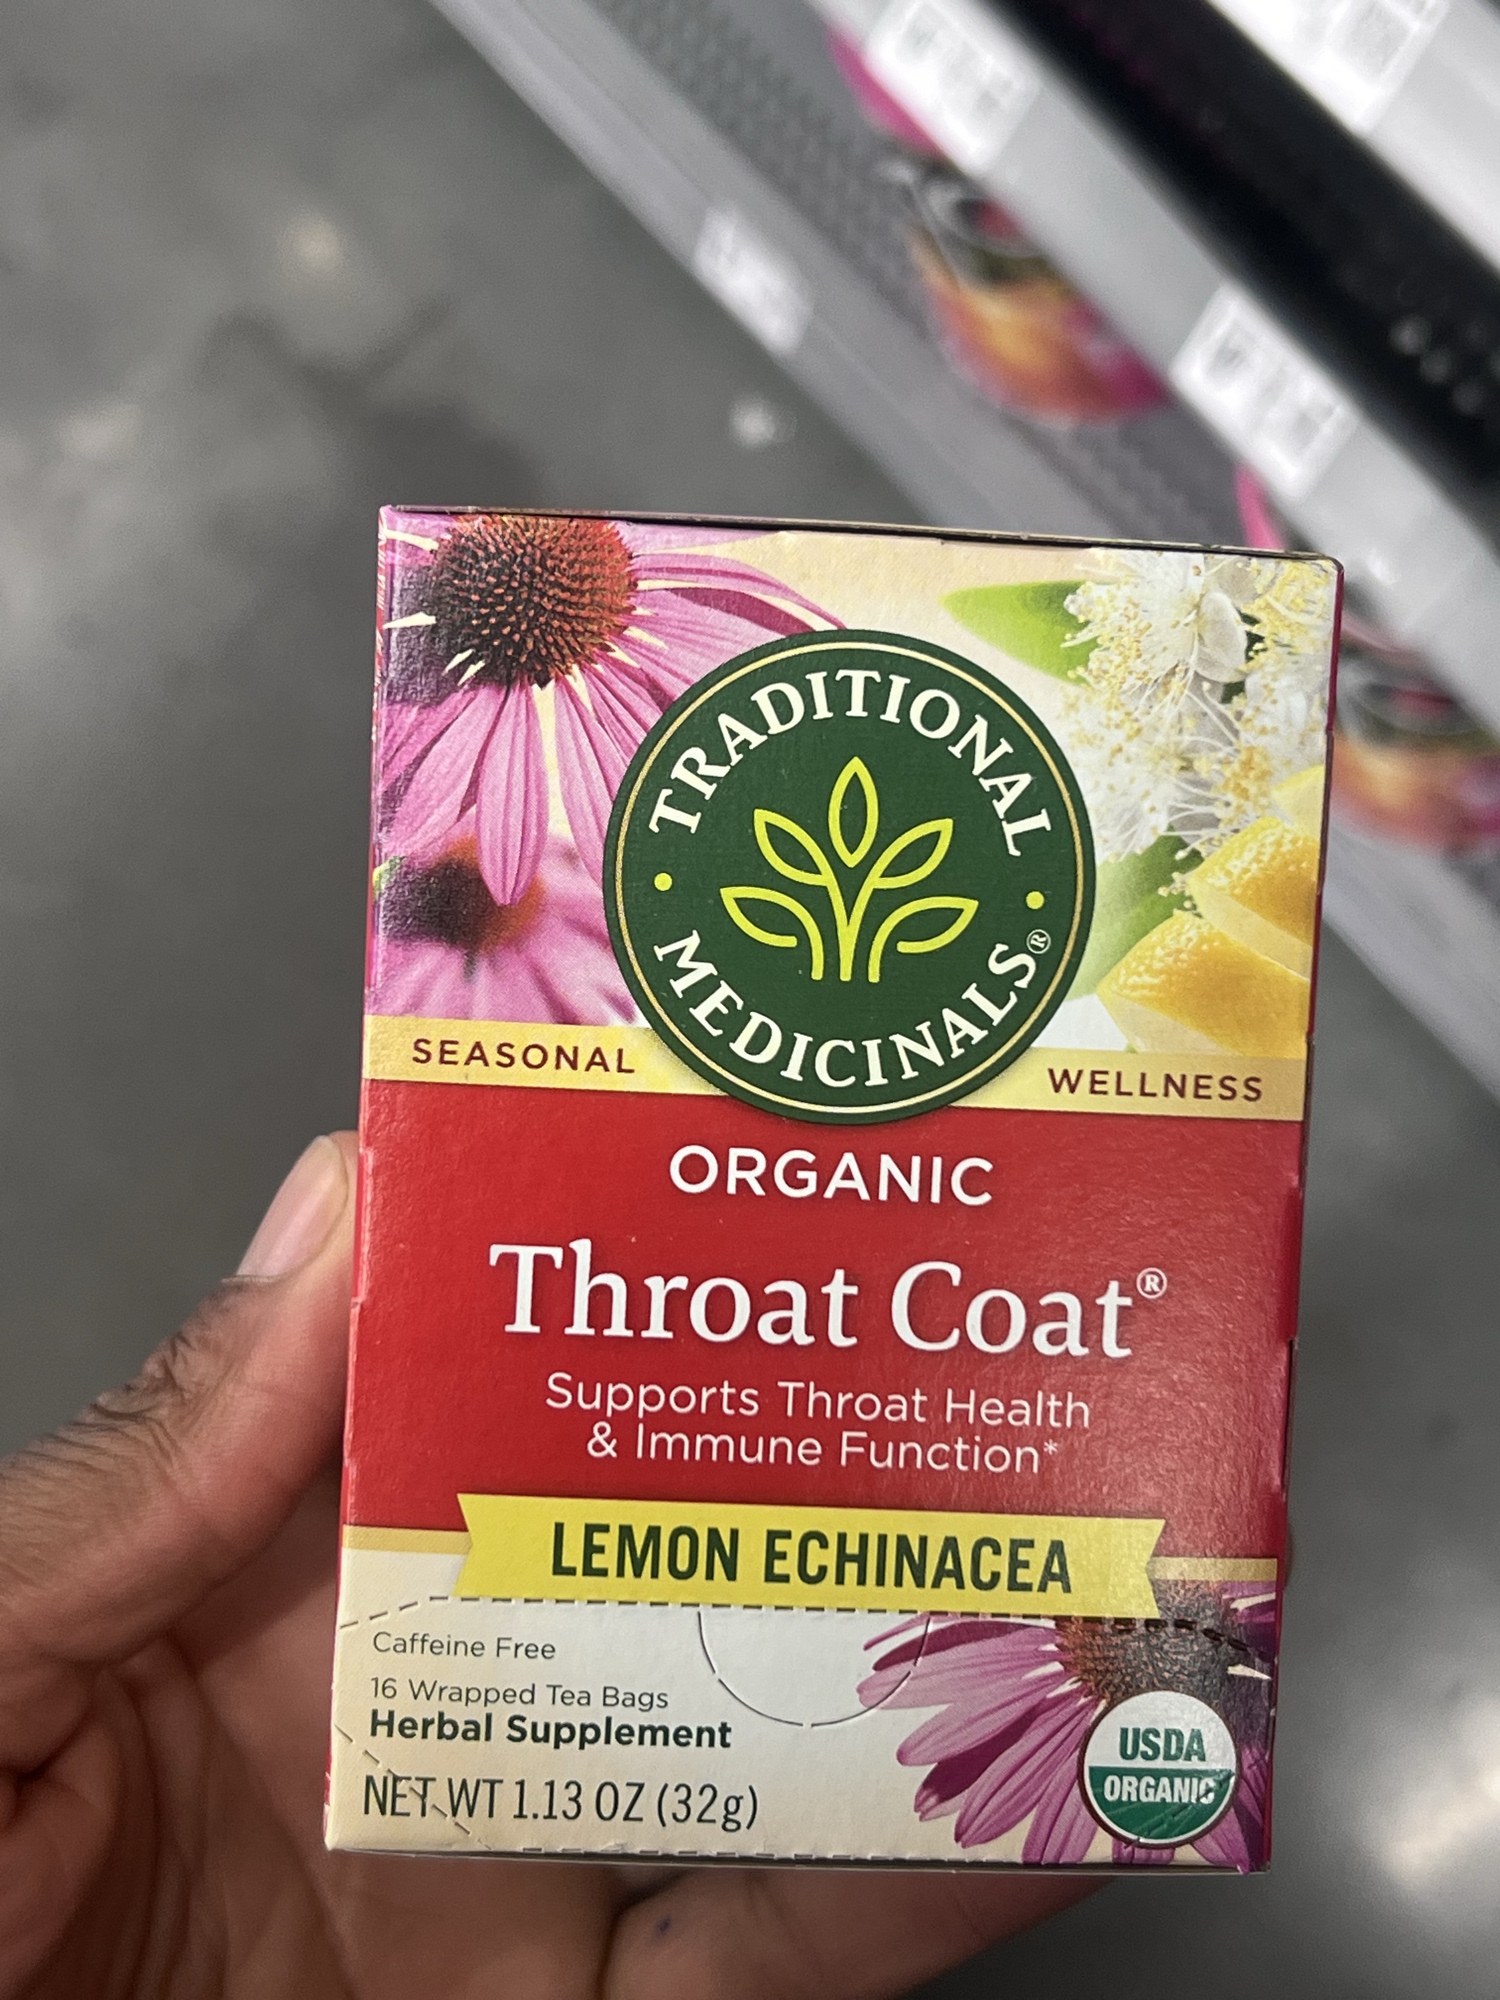 TRADITIONAL
MEDICINALS®
SEASONAL
WELLNESS
ORGANIC
Throat Coat®
Supports Throat Health
& Immune Function*
LEMON ECHINACEA
Caffeine Free
16 Wrapped Tea Bags
Herbal Supplement
NET WT 1.13 OZ (32g)
USDA
ORGANIC